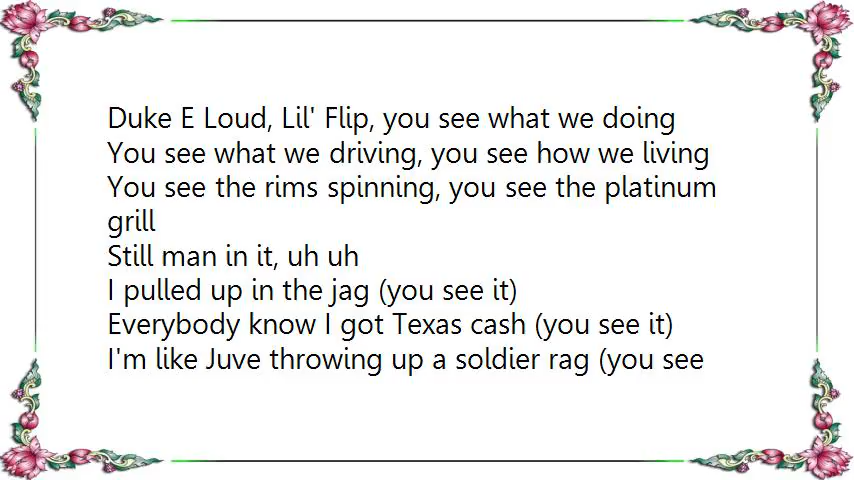 Duke E Loud, Lil' Flip, you see what we doing
You see what we driving, you see how we living
You see the rims spinning, you see the platinum
grill
Still man in it, uh uh
I pulled up in the jag (you see it)
Everybody know I got Texas cash (you see it)
I'm like Juve throwing up a soldier rag (you see